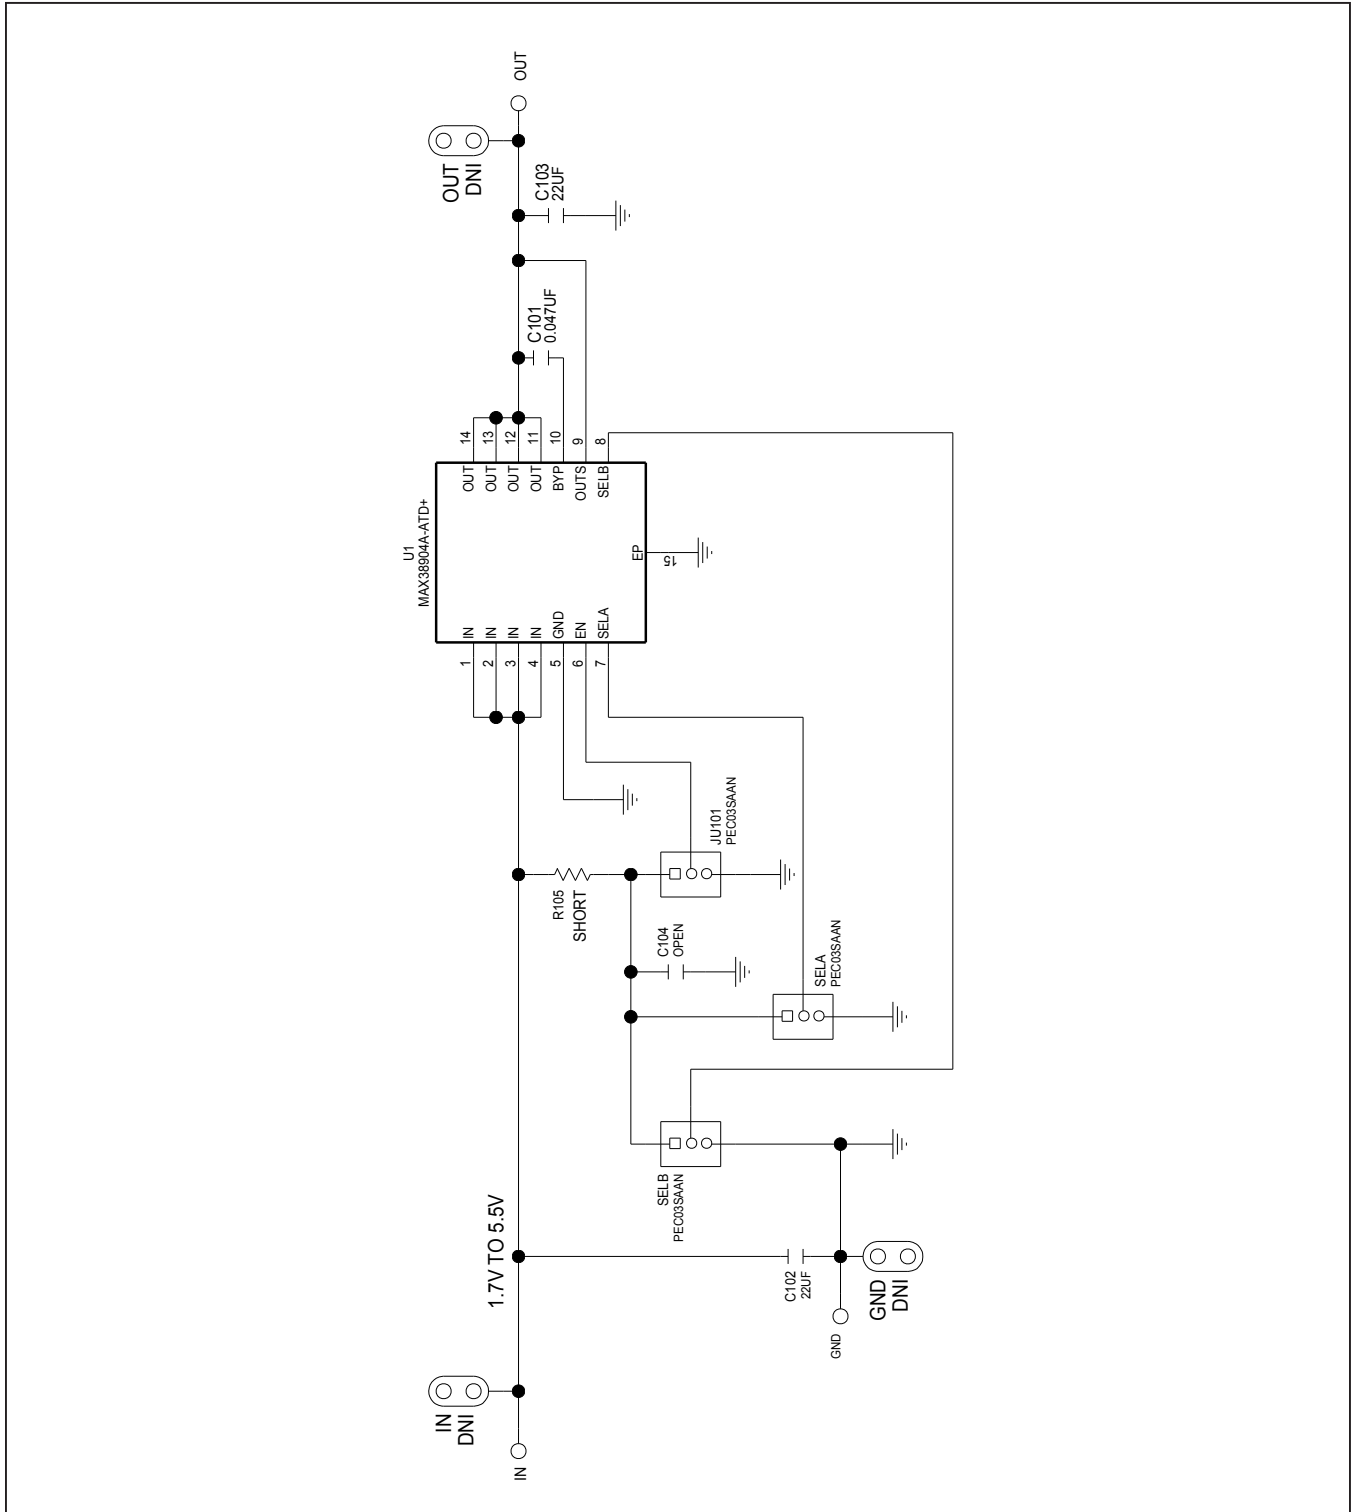 OUT
OUT
DNI
C103
22UF
C101
0.047UF
14
13
12
11
10
9
8
U1
MAX38904A-ATD+
OUT
OUT
OUT
OUT
BYP
OUTS
SELB
EP
15
IN
IN
IN
IN
GND
EN
SELA
1
2
3
4
5
6
7
JU101
PEC03SAAN
R105
SHORT
C104
OPEN
SELA
PEC03SAAN
SELB
PEC03SAAN
1.7V TO 5.5V
C102
22UF
GND
GND
DNI
IN
DNI
IN